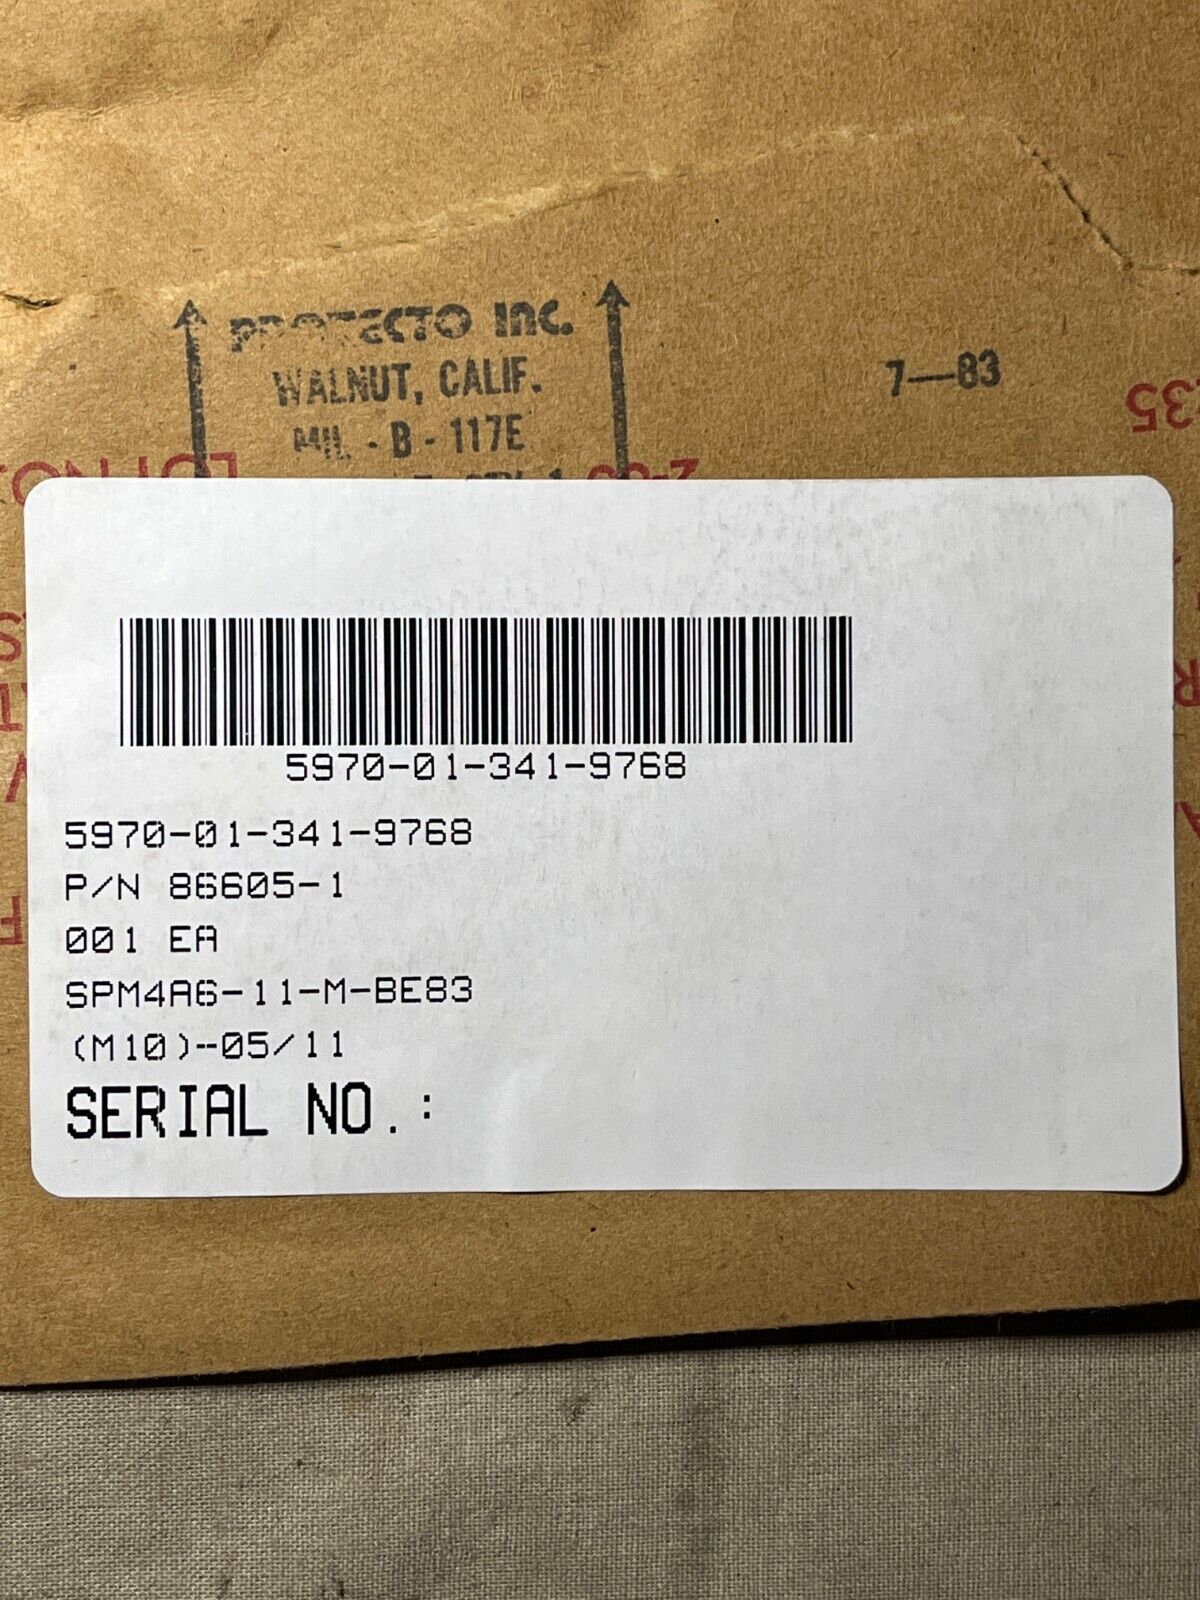 PROTECTO INC.
WALNUT, CALIF.
MIL - B - 117E
7—83
5970-01-341-9768
5970-01-341-9768
P/N 86605-1
001 EA
SPM4A6-11-M-BE83
(M10)-05/11
SERIAL NO.: